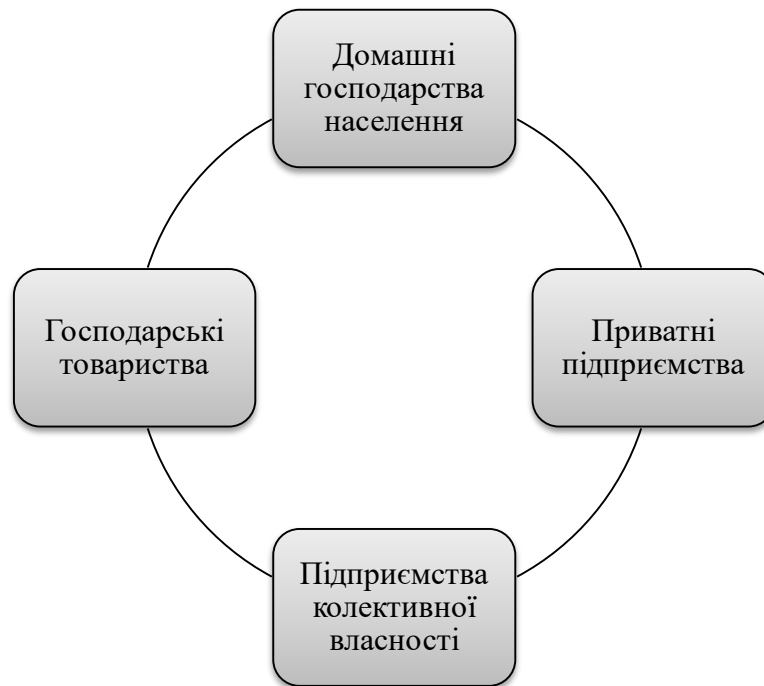 Домашні
господарства
населення
Господарські
товариства
Приватні
підприємства
Підприємства
колективної
власності